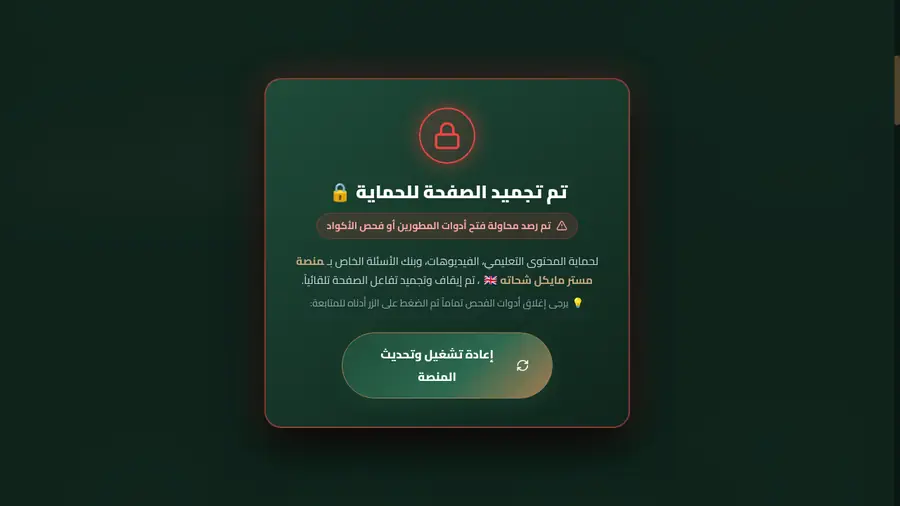 تم تجميد الصفحة للحماية 🔒
⚠ تم رصد محاولة فتح أدوات المطورين أو فحص الأكواد
لحماية المحتوى التعليمي، الفيديوهات، وبنك الأسئلة الخاص بـ منصة
مستر مايكل شحاته 🇬🇧 ، تم إيقاف وتجميد تفاعل الصفحة تلقائياً.
💡 يرجى إغلاق أدوات الفحص تماماً ثم الضغط على الزر أدناه للمتابعة:
إعادة تشغيل وتحديث
المنصة